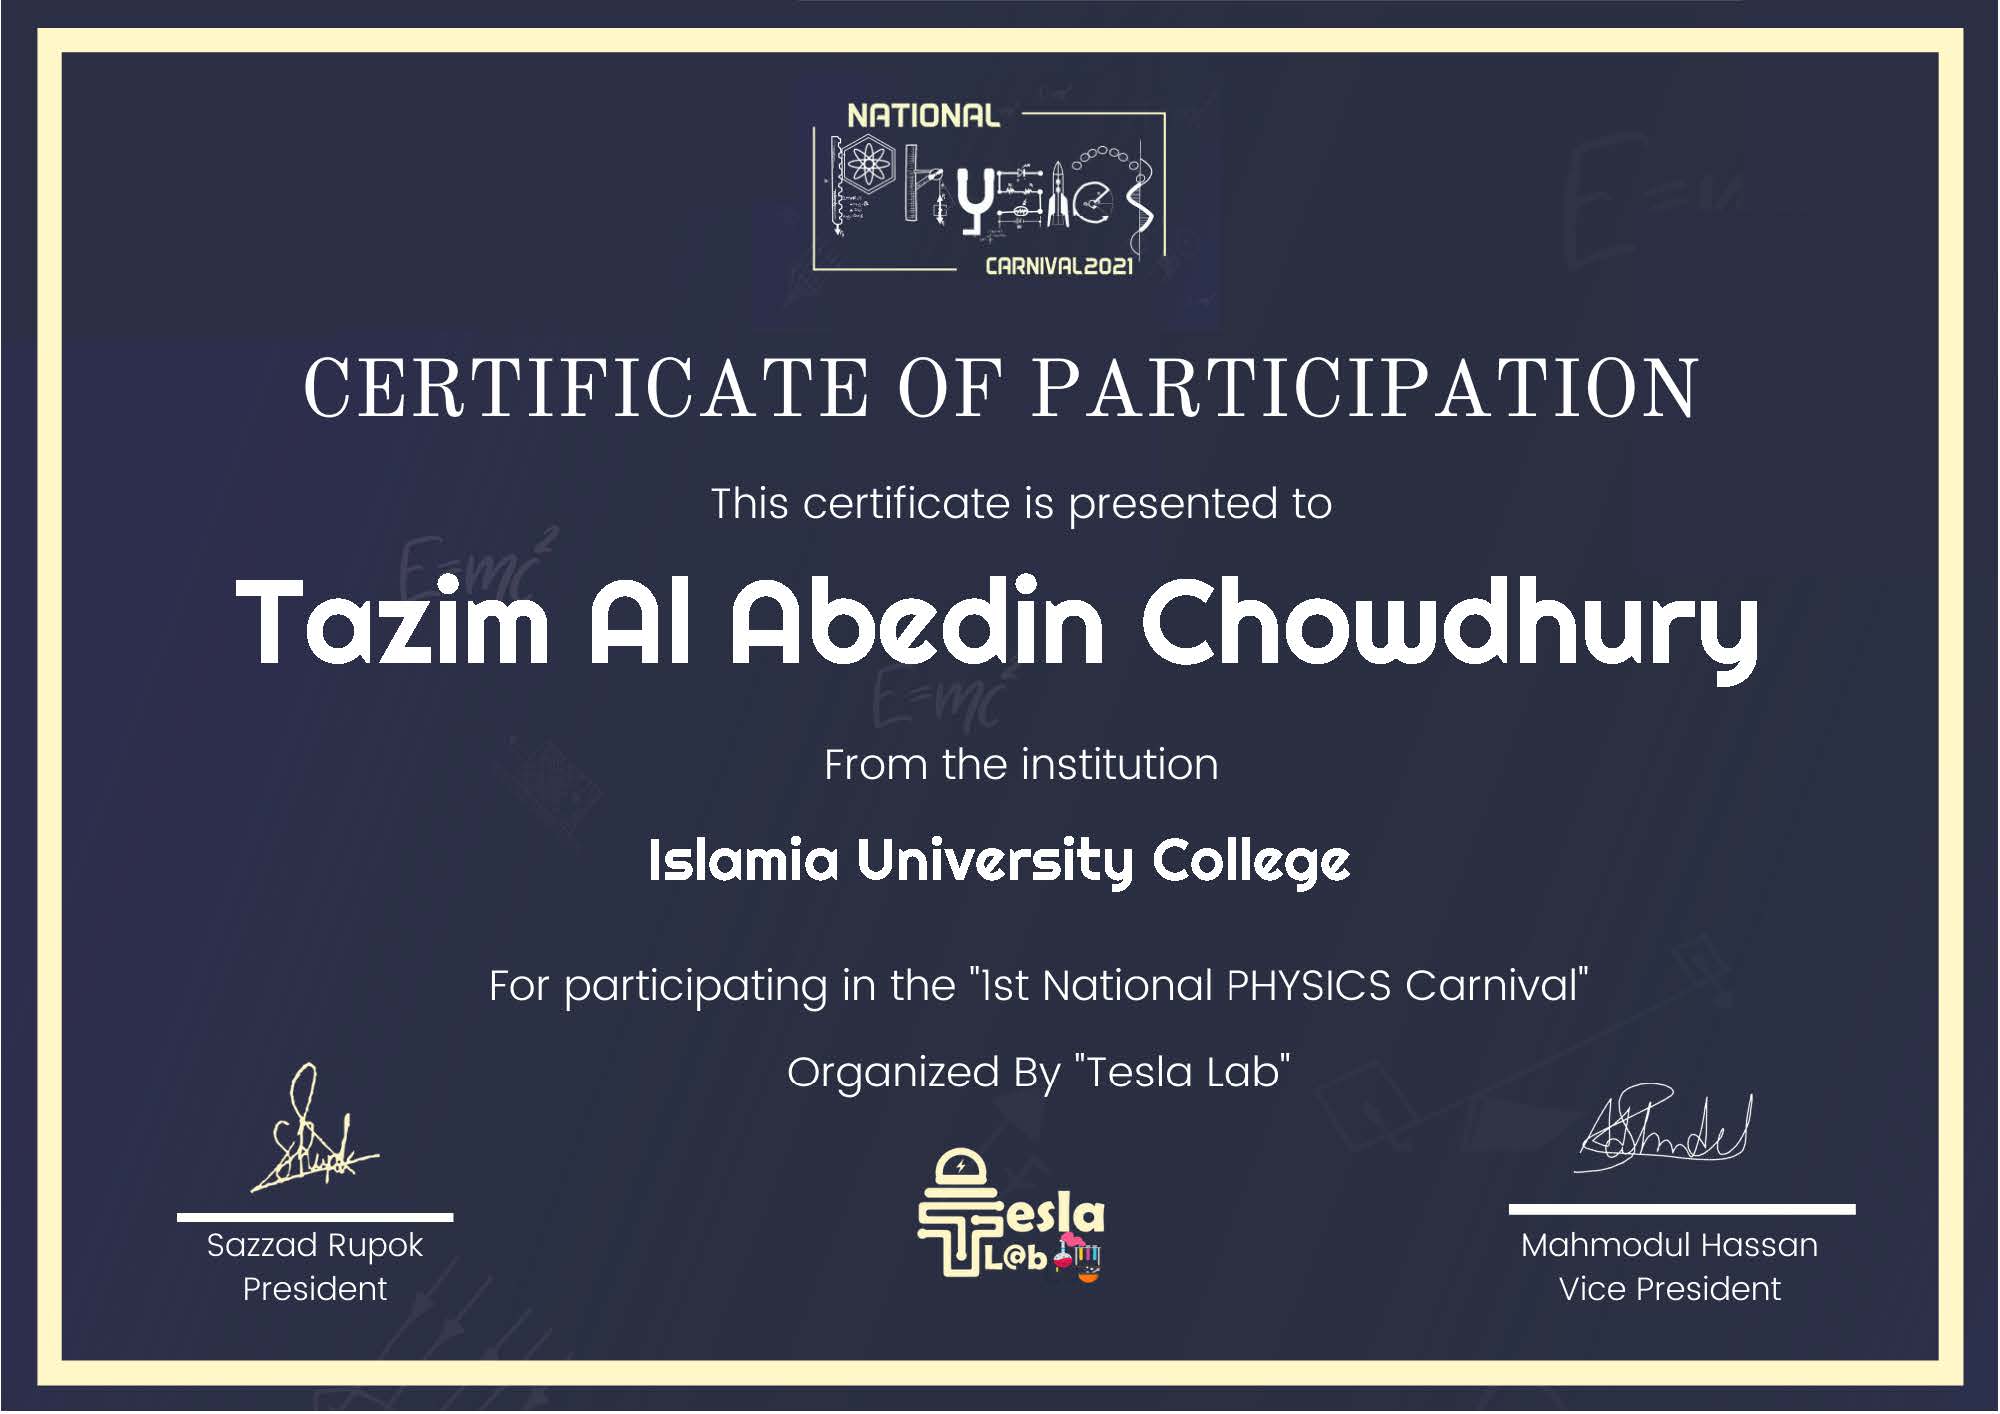 NATIONAL
Physics
CARNIVAL2021
E=m
CERTIFICATE OF PARTICIPATION
This certificate is presented to
E=mc²
Tazim Al Abedin Chowdhury
E=mc²
From the institution
Islamia University College
For participating in the "1st National PHYSICS Carnival"
Organized By "Tesla Lab"
Tesla
L@b
Sazzad Rupok
President
Mahmodul Hassan
Vice President